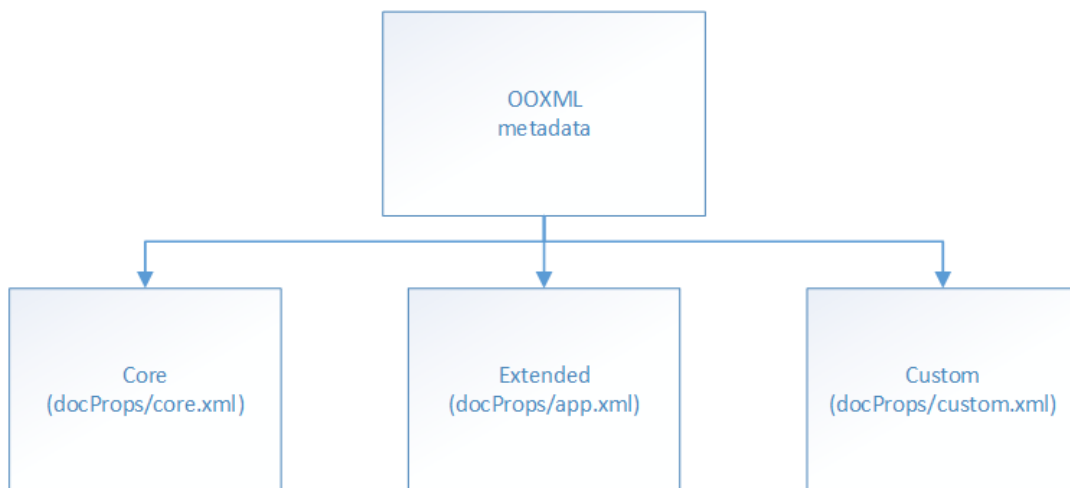 OOXML
metadata
Core
(docProps/core.xml)
Extended
(docProps/app.xml)
Custom
(docProps/custom.xml)